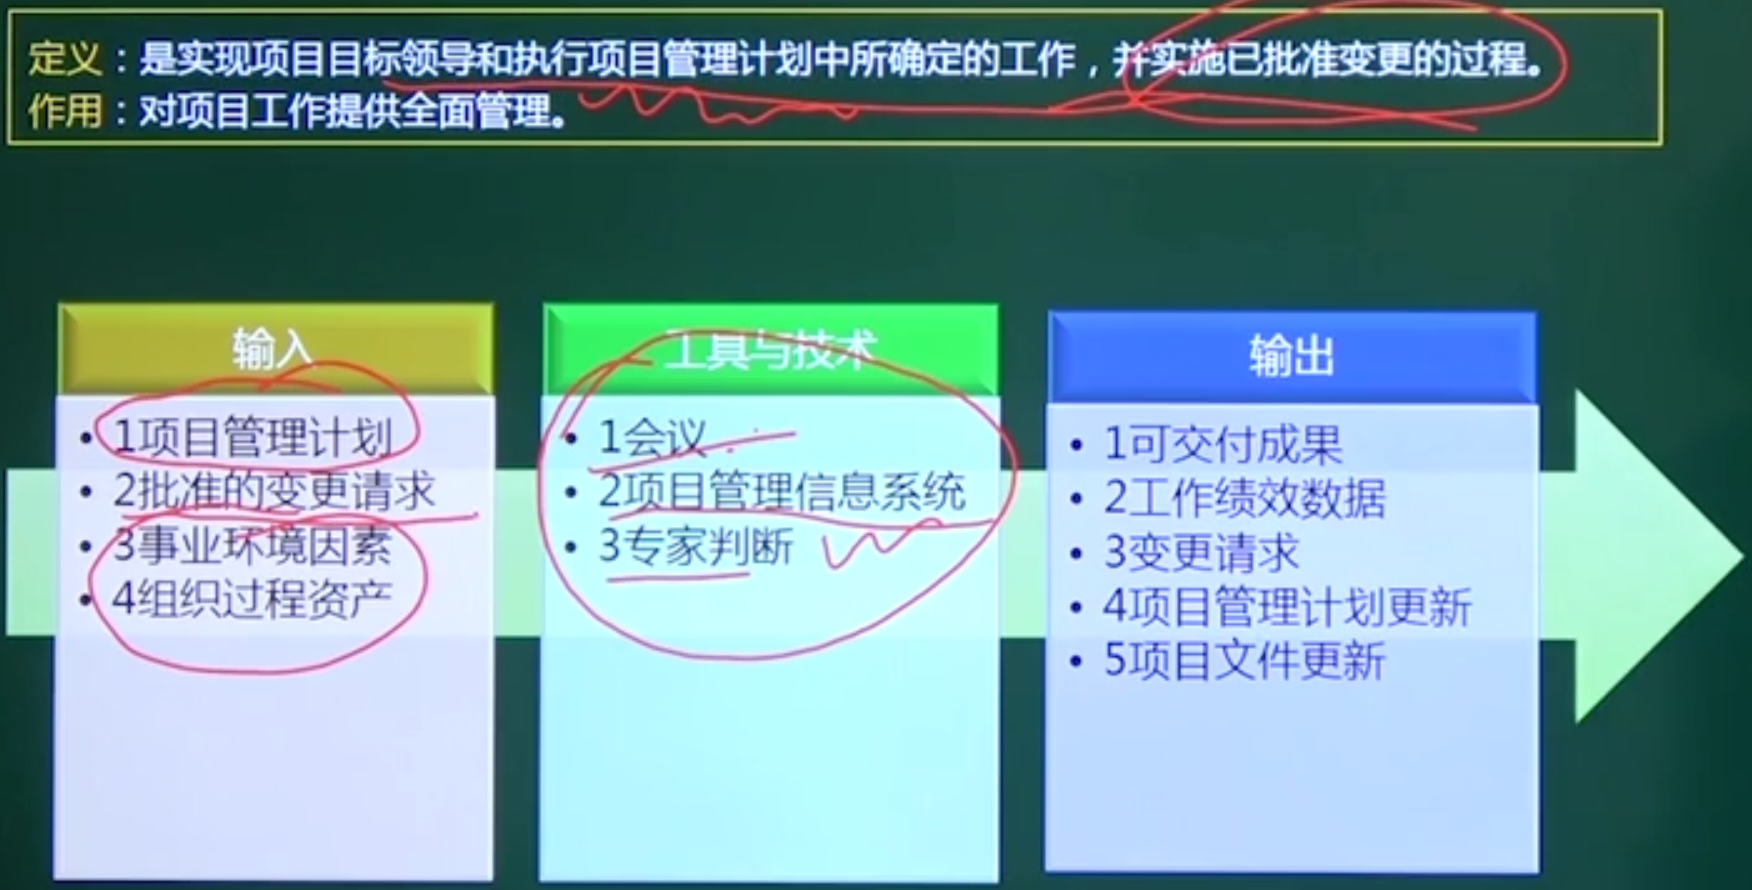 定义：是实现项目目标领导和执行项目管理计划中所确定的工作，并实施已批准变更的过程。
作用：对项目工作提供全面管理。
输入
• 1项目管理计划
• 2批准的变更请求
• 3事业环境因素
• 4组织过程资产
工具与技术
• 1会议
• 2项目管理信息系统
• 3专家判断
输出
• 1可交付成果
• 2工作绩效数据
• 3变更请求
• 4项目管理计划更新
• 5项目文件更新